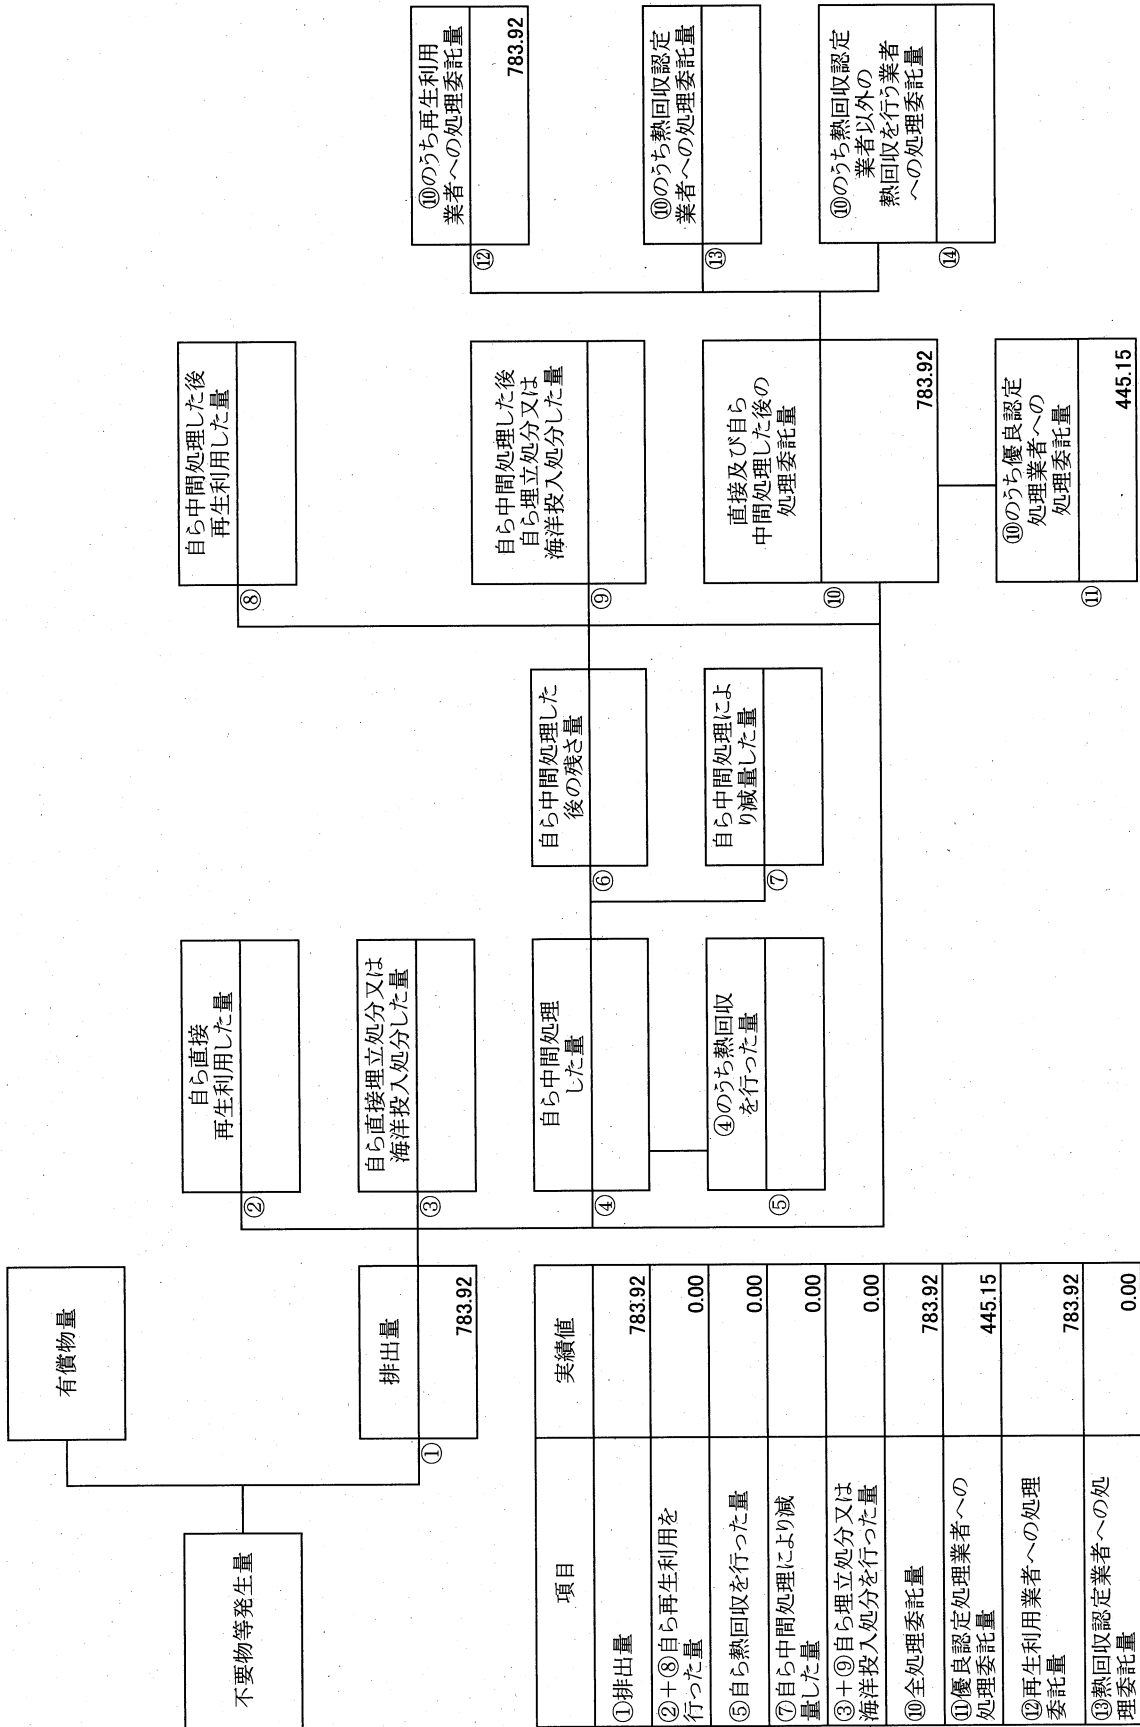 不要物等発生量
有償物量
排出量
①
783.92
自ら直接
再生利用した量
②
自ら直接埋立処分又は
海洋投入処分した量
③
自ら中間処理
した量
④
④のうち熱回収
を行った量
⑤
自ら中間処理した
後の残さ量
⑥
自ら中間処理によ
り減量した量
⑦
自ら中間処理した後
再生利用した量
⑧
自ら中間処理した後
自ら埋立処分又は
海洋投入処分した量
⑨
直接及び自ら
中間処理した後の
処理委託量
⑩
783.92
⑩のうち優良認定
処理業者への
処理委託量
⑪
445.15
⑩のうち再生利用
業者への処理委託量
⑫
783.92
⑩のうち熱回収認定
業者への処理委託量
⑬
⑩のうち熱回収認定
業者以外の
熱回収を行う業者
への処理委託量
⑭
項目 実績値
①排出量 783.92
②+⑧自ら再生利用を
行った量 0.00
⑤自ら熱回収を行った量 0.00
⑦自ら中間処理により減
量した量 0.00
③+⑨自ら埋立処分又は
海洋投入処分を行った量 0.00
⑩全処理委託量 783.92
⑪優良認定処理業者への
処理委託量 445.15
⑫再生利用業者への処理
委託量 783.92
⑬熱回収認定業者への処
理委託量 0.00